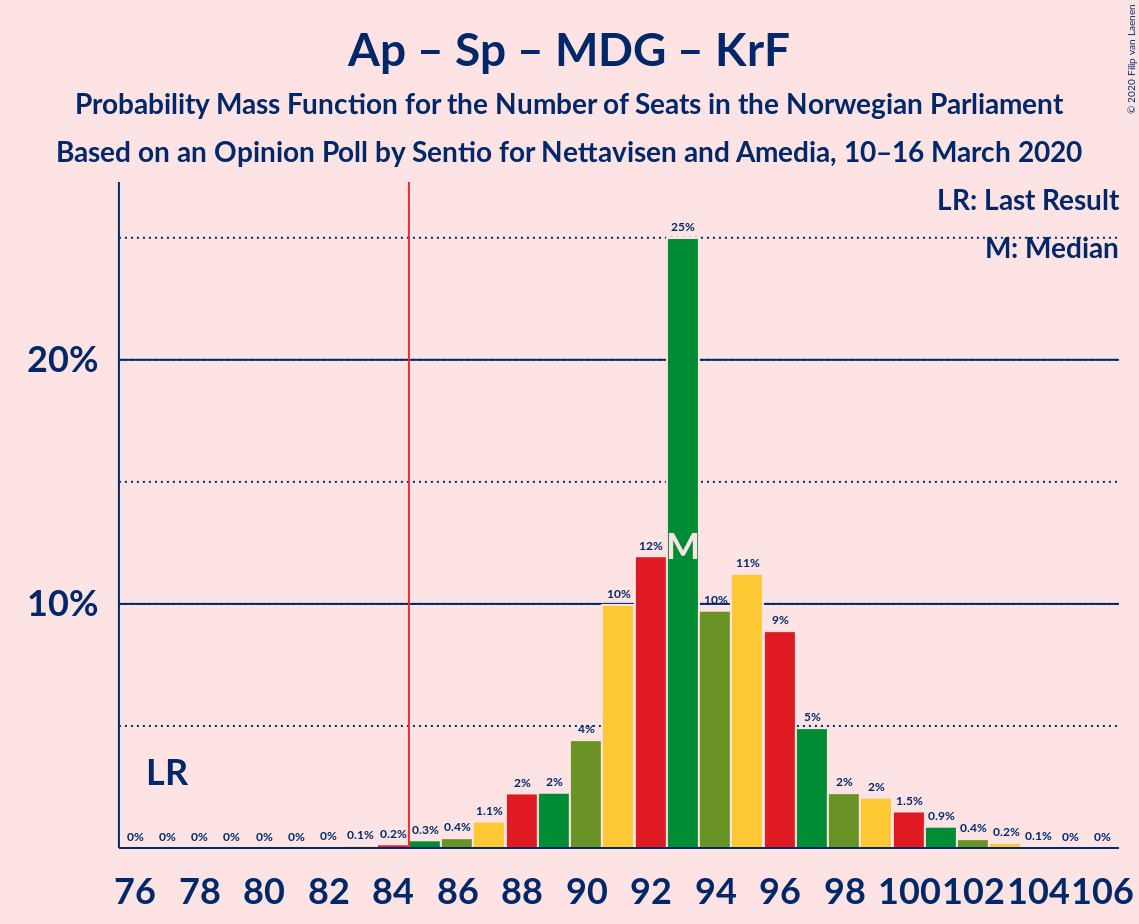 Ap – Sp – MDG – KrF
Probability Mass Function for the Number of Seats in the Norwegian Parliament
Based on an Opinion Poll by Sentio for Nettavisen and Amedia, 10–16 March 2020
© 2020 Filip van Laenen
LR: Last Result
M: Median
25%
20%
12%
M
11%
10%
10%
10%
9%
5%
4%
LR
2%
2%
2%
2%
1.5%
1.1%
0.9%
0% 0% 0% 0% 0% 0% 0% 0.1% 0.2% 0.3% 0.4% 0.4% 0.2% 0.1% 0% 0%
76 78 80 82 84 86 88 90 92 94 96 98 100 102 104 106